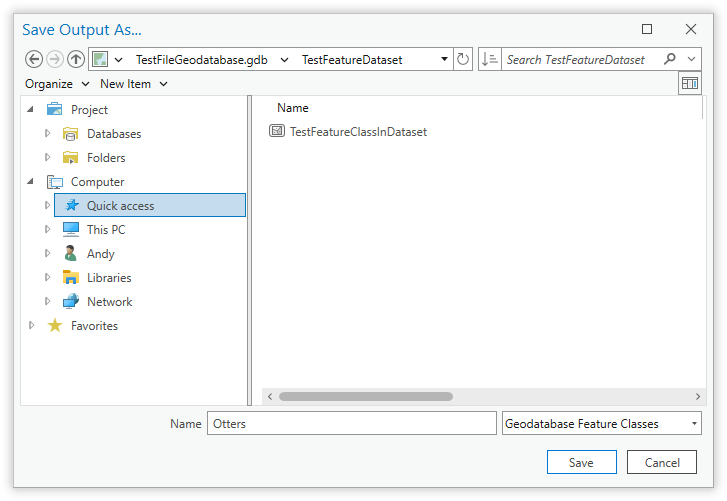 Save Output As...
TestFileGeodatabase.gdb TestFeatureDataset Search TestFeatureDataset
Organize New Item
Project
Databases
Folders
Computer
Quick access
This PC
Andy
Libraries
Network
Favorites
Name
TestFeatureClassInDataset
Name Otters Geodatabase Feature Classes
Save Cancel